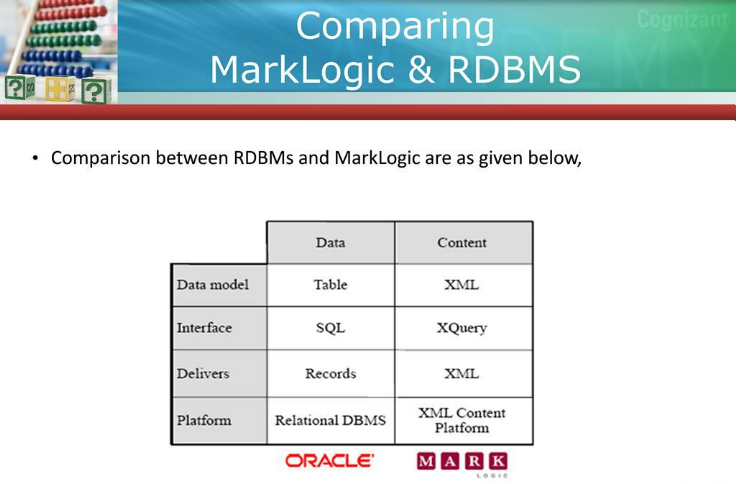 Cognizant
Comparing
MarkLogic & RDBMS
• Comparison between RDBMs and MarkLogic are as given below,
Data Content
Data model Table XML
Interface SQL XQuery
Delivers Records XML
Platform Relational DBMS XML Content
Platform
ORACLE' MARK
LOGIC